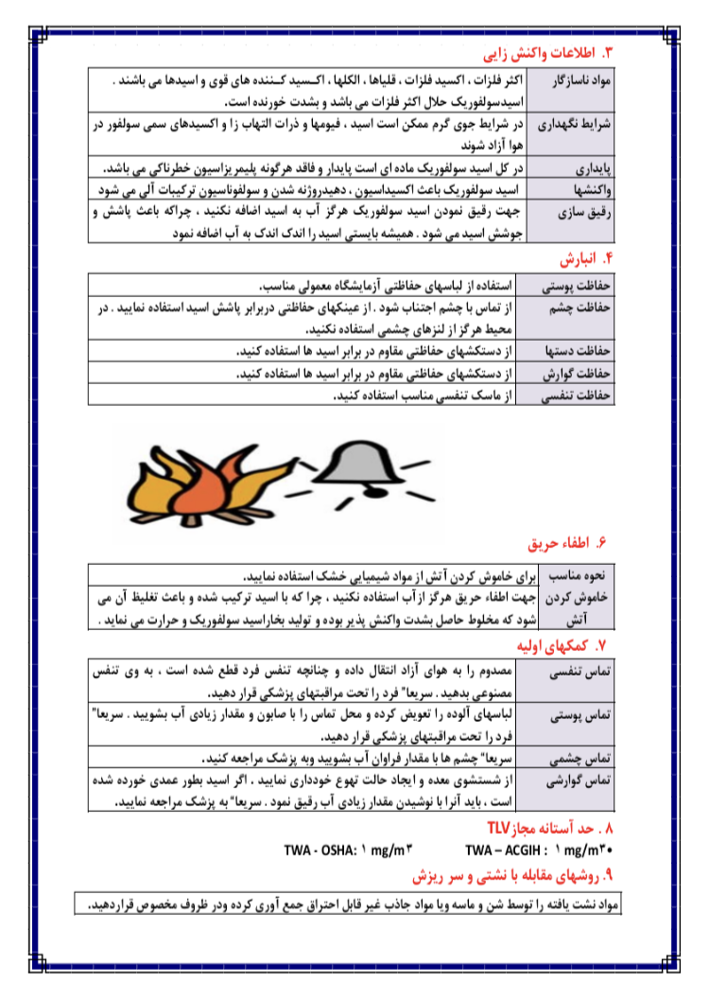 ۳. اطلاعات واکنش زایی
مواد ناسازگار اکثر فلزات ، اکسید فلزات ، قلیاها ، الکلها ، اکـسید کـننده های قوی و اسیدها می باشند .
اسیدسولفوریک حلال اکثر فلزات می باشد و بشدت خورنده است.
شرایط نگهداری در شرایط جوی گرم ممکن است اسید ، فیومها و ذرات التهاب زا و اکسیدهای سمی سولفور در
هوا آزاد شوند
پایداری در کل اسید سولفوریک ماده ای است پایدار و فاقد هرگونه پلیمریزاسیون خطرناکی می باشد.
واکنشها اسید سولفوریک باعث اکسیداسیون ، دهیدروژنه شدن و سولفوناسیون ترکیبات آلی می شود
رقیق سازی جهت رقیق نمودن اسید سولفوریک هرگز آب به اسید اضافه نکنید ، چراکه باعث پاشش و
جوشش اسید می شود . همیشه بایستی اسید را اندک اندک به آب اضافه نمود
۴. انبارش
حفاظت پوستی استفاده از لباسهای حفاظتی آزمایشگاه معمولی مناسب.
حفاظت چشم از تماس با چشم اجتناب شود . از عینکهای حفاظتی دربرابر پاشش اسید استفاده نمایید . در
محیط هرگز از لنزهای چشمی استفاده نکنید.
حفاظت دستها از دستکشهای حفاظتی مقاوم در برابر اسید ها استفاده کنید.
حفاظت گوارش از دستکشهای حفاظتی مقاوم در برابر اسید ها استفاده کنید.
حفاظت تنفسی از ماسک تنفسی مناسب استفاده کنید.
۶. اطفاء حریق
نحوه مناسب برای خاموش کردن آتش از مواد شیمیایی خشک استفاده نمایید.
خاموش کردن جهت اطفاء حریق هرگز ازآب استفاده نکنید ، چرا که با اسید ترکیب شده و باعث تغلیظ آن می
آتش شود که مخلوط حاصل بشدت واکنش پذیر بوده و تولید بخاراسید سولفوریک و حرارت می نماید .
۷. کمکهای اولیه
تماس تنفسی مصدوم را به هوای آزاد انتقال داده و چنانچه تنفس فرد قطع شده است ، به وی تنفس
مصنوعی بدهید . سریعا" فرد را تحت مراقبتهای پزشکی قرار دهید.
تماس پوستی لباسهای آلوده را تعویض کرده و محل تماس را با صابون و مقدار زیادی آب بشویید . سریعا"
فرد را تحت مراقبتهای پزشکی قرار دهید.
تماس چشمی سریعا" چشم ها با مقدار فراوان آب بشویید وبه پزشک مراجعه کنید.
تماس گوارشی از شستشوی معده و ایجاد حالت تهوع خودداری نمایید . اگر اسید بطور عمدی خورده شده
است ، باید آنرا با نوشیدن مقدار زیادی آب رقیق نمود . سریعا" به پزشک مراجعه نمایید.
۸ . حد آستانه مجازTLV
TWA - OSHA: ۱ mg/m۳ TWA – ACGIH : ۱ mg/m۳•
۹. روشهای مقابله با نشتی و سر ریزش
مواد نشت یافته را توسط شن و ماسه ویا مواد جاذب غیر قابل احتراق جمع آوری کرده ودر ظروف مخصوص قراردهید.